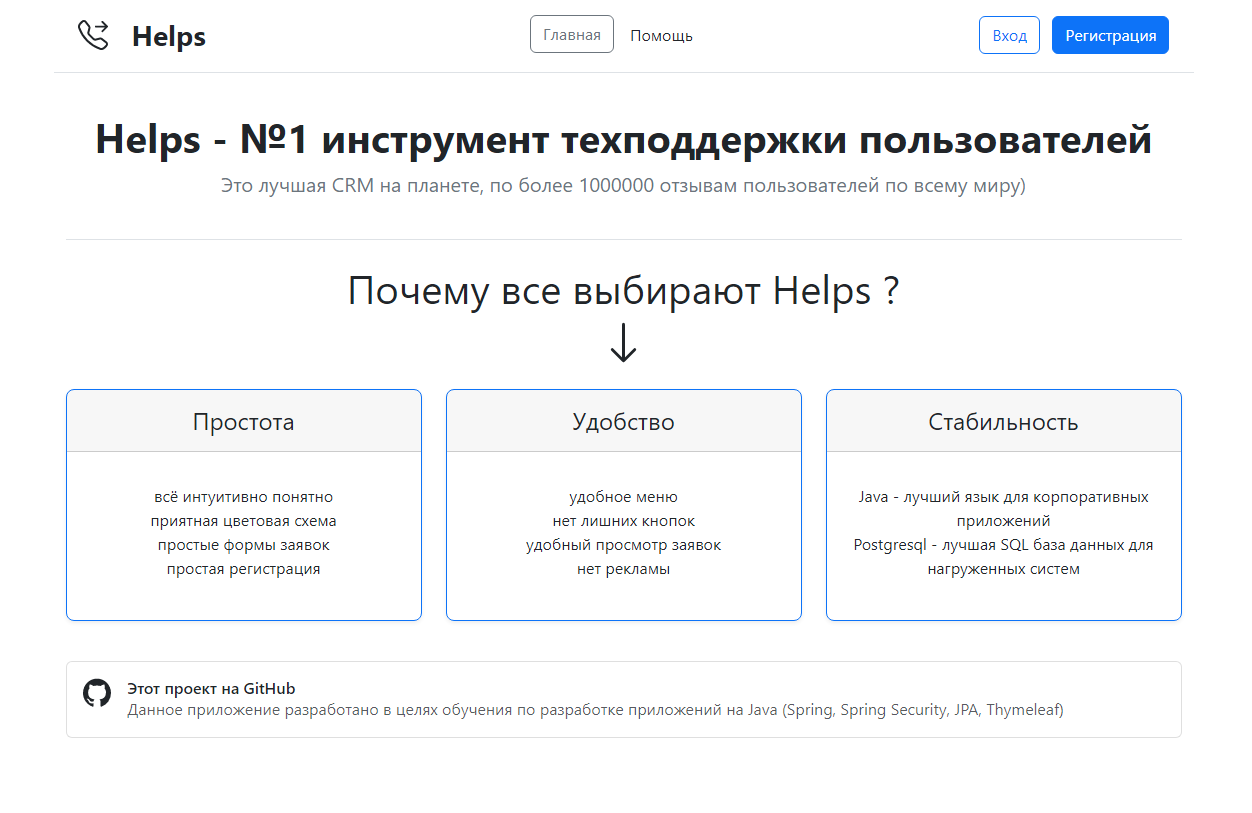 Helps
Главная
Помощь
Вход
Регистрация
Helps - №1 инструмент техподдержки пользователей
Это лучшая CRM на планете, по более 1000000 отзывам пользователей по всему миру)
Почему все выбирают Helps ?
Простота
всё интуитивно понятно
приятная цветовая схема
простые формы заявок
простая регистрация
Удобство
удобное меню
нет лишних кнопок
удобный просмотр заявок
нет рекламы
Стабильность
Java - лучший язык для корпоративных
приложений
Postgresql - лучшая SQL база данных для
нагруженных систем
Этот проект на GitHub
Данное приложение разработано в целях обучения по разработке приложений на Java (Spring, Spring Security, JPA, Thymeleaf)